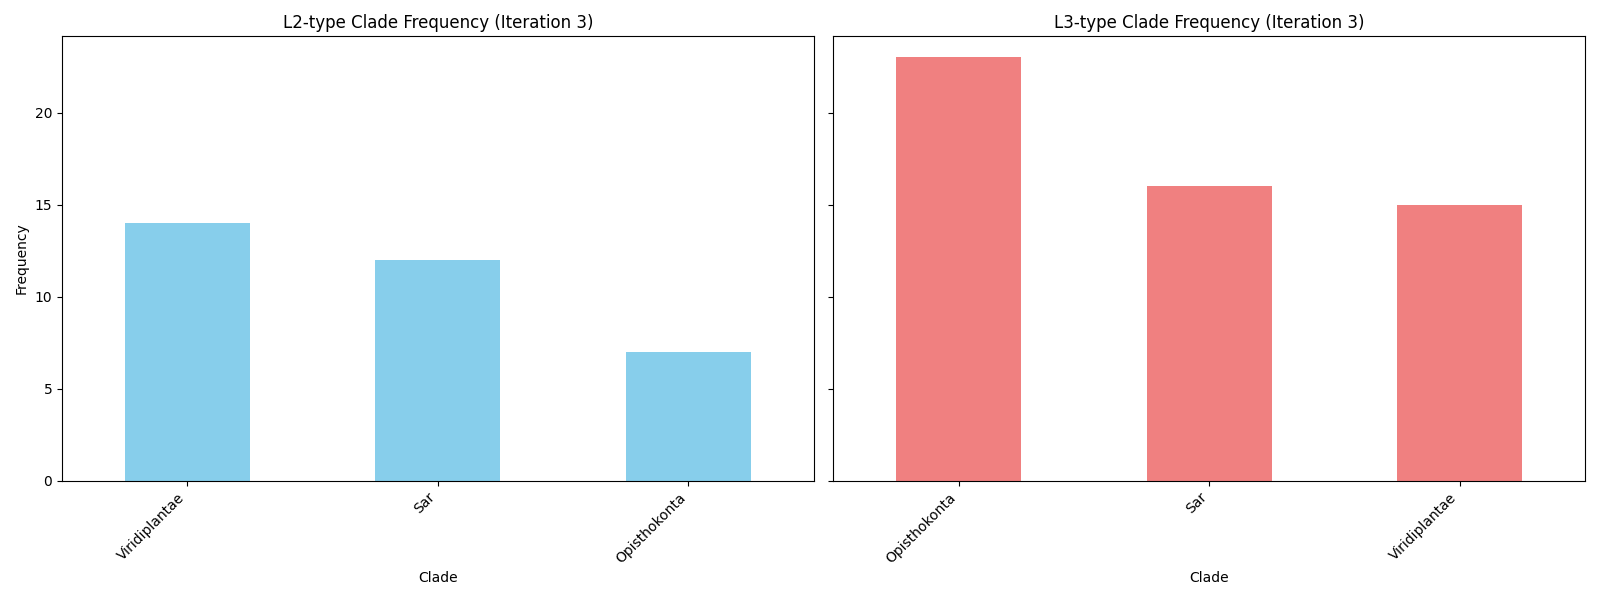 L2-type Clade Frequency (Iteration 3)
L3-type Clade Frequency (Iteration 3)
Frequency
20
15
10
5
0
Viridiplantae
Sar
Opisthokonta
Clade
Opisthokonta
Sar
Viridiplantae
Clade